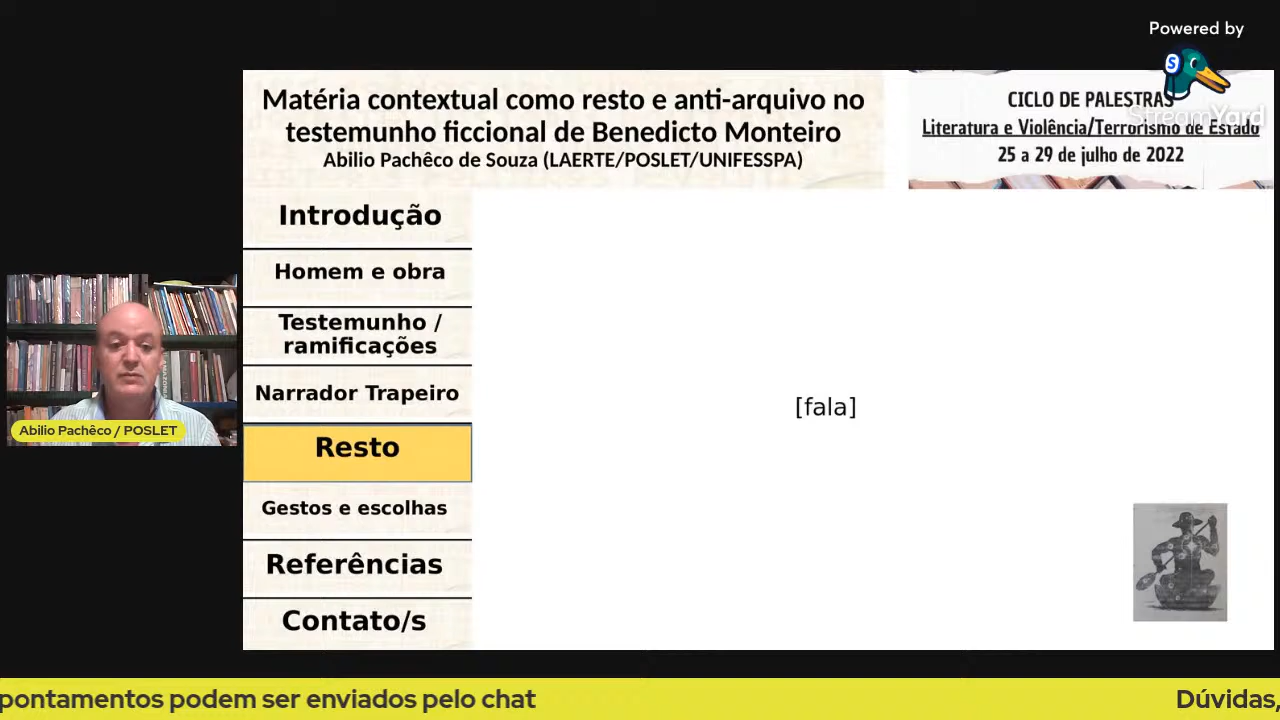 Powered by
StreamYard
Matéria contextual como resto e anti-arquivo no
testemunho ficcional de Benedicto Monteiro
Abilio Pachêco de Souza (LAERTE/POSLET/UNIFESSPA)
CICLO DE PALESTRAS
Literatura e Violência/Terrorismo de Estado
25 a 29 de julho de 2022
Introdução
Homem e obra
Testemunho /
ramificações
Narrador Trapeiro
Resto
Gestos e escolhas
Referências
Contato/s
[fala]
Abilio Pachêco / POSLET
pontamentos podem ser enviados pelo chat
Dúvidas,